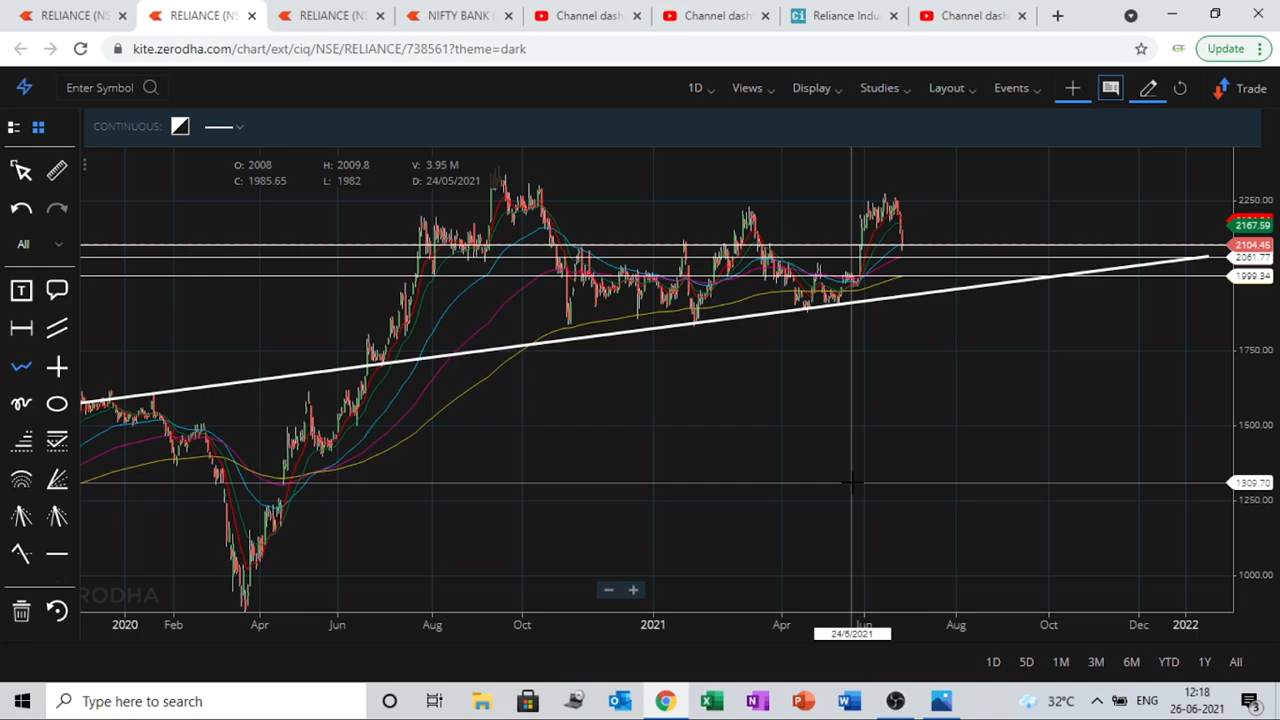 RELIANCE (NS
RELIANCE (NS
RELIANCE (NS
NIFTY BANK (
Channel dash
Channel dash
Reliance Indu
Channel dash
kite.zerodha.com/chart/ext/ciq/NSE/RELIANCE/738561?theme=dark
Update
Enter Symbol
1D
Views
Display
Studies
Layout
Events
Trade
CONTINUOUS:
O: 2008 H: 2009.8 V: 3.95 M
C: 1985.65 L: 1982 D: 24/05/2021
All
T
2250.00
2167.59
2104.45
2061.77
1999.34
1750.00
1500.00
1309.70
1250.00
1000.00
RODHA
2020 Feb Apr Jun Aug Oct 2021 Apr Jun Aug Oct Dec 2022
24/5/2021
1D 5D 1M 3M 6M YTD 1Y All
Type here to search
32°C
ENG
12:18
26-06-2021
3